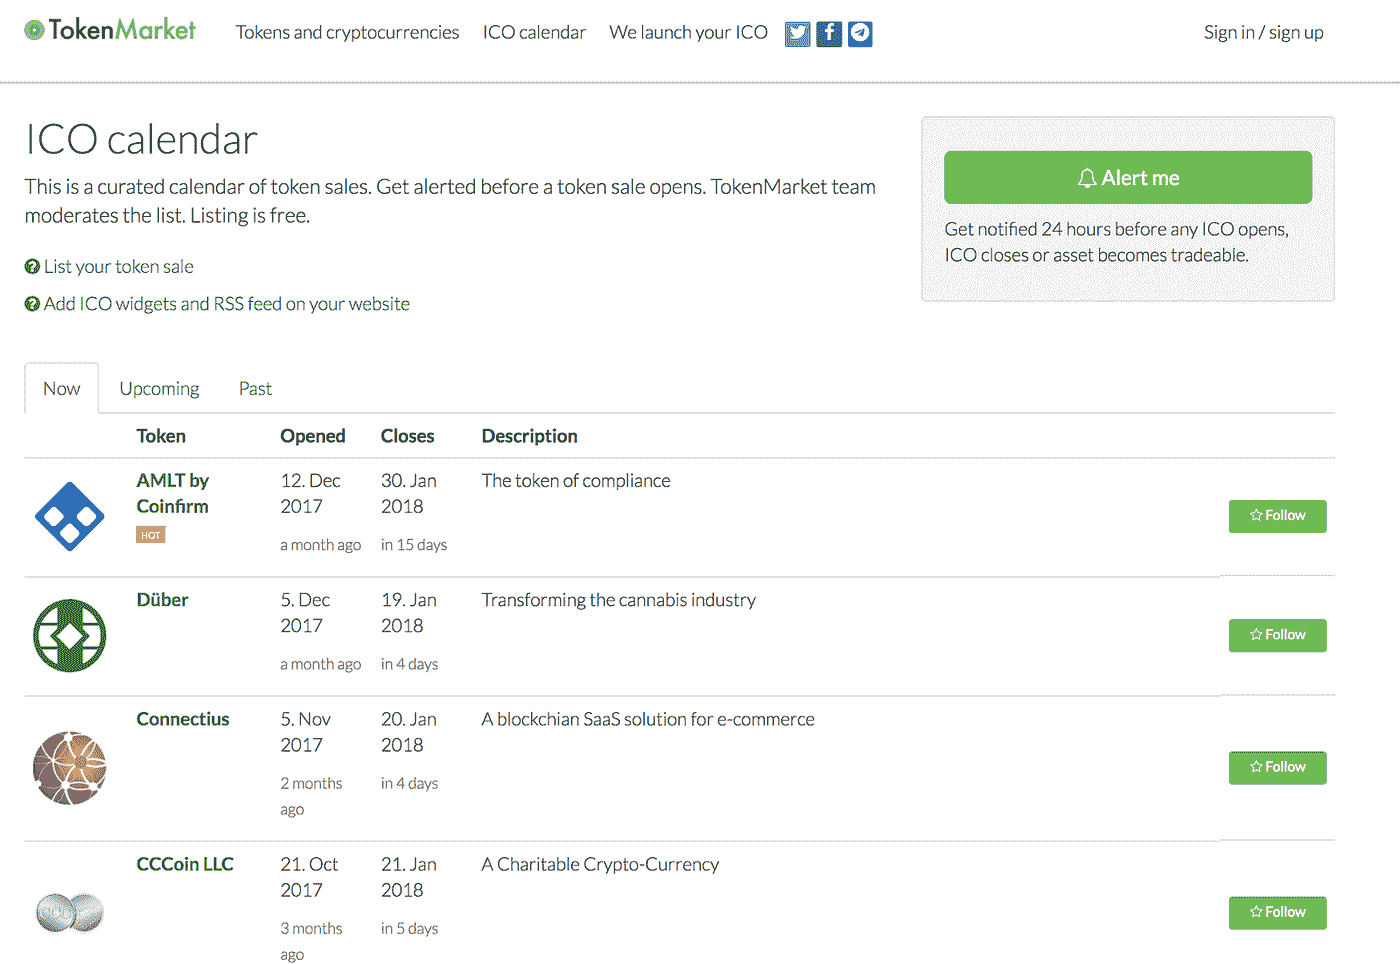 TokenMarket Tokens and cryptocurrencies ICO calendar We launch your ICO Sign in / sign up
ICO calendar
This is a curated calendar of token sales. Get alerted before a token sale opens. TokenMarket team
moderates the list. Listing is free.
List your token sale
Add ICO widgets and RSS feed on your website
Alert me
Get notified 24 hours before any ICO opens,
ICO closes or asset becomes tradeable.
Now Upcoming Past
Token Opened Closes Description
AMLT by 12. Dec 30. Jan The token of compliance
Coinfirm 2017 2018
HOT
a month ago in 15 days
Follow
Düber 5. Dec 19. Jan Transforming the cannabis industry
2017 2018
a month ago in 4 days
Follow
Connectius 5. Nov 20. Jan A blockchian SaaS solution for e-commerce
2017 2018
2 months in 4 days
ago
Follow
CCCoin LLC 21. Oct 21. Jan A Charitable Crypto-Currency
2017 2018
3 months in 5 days
ago
Follow